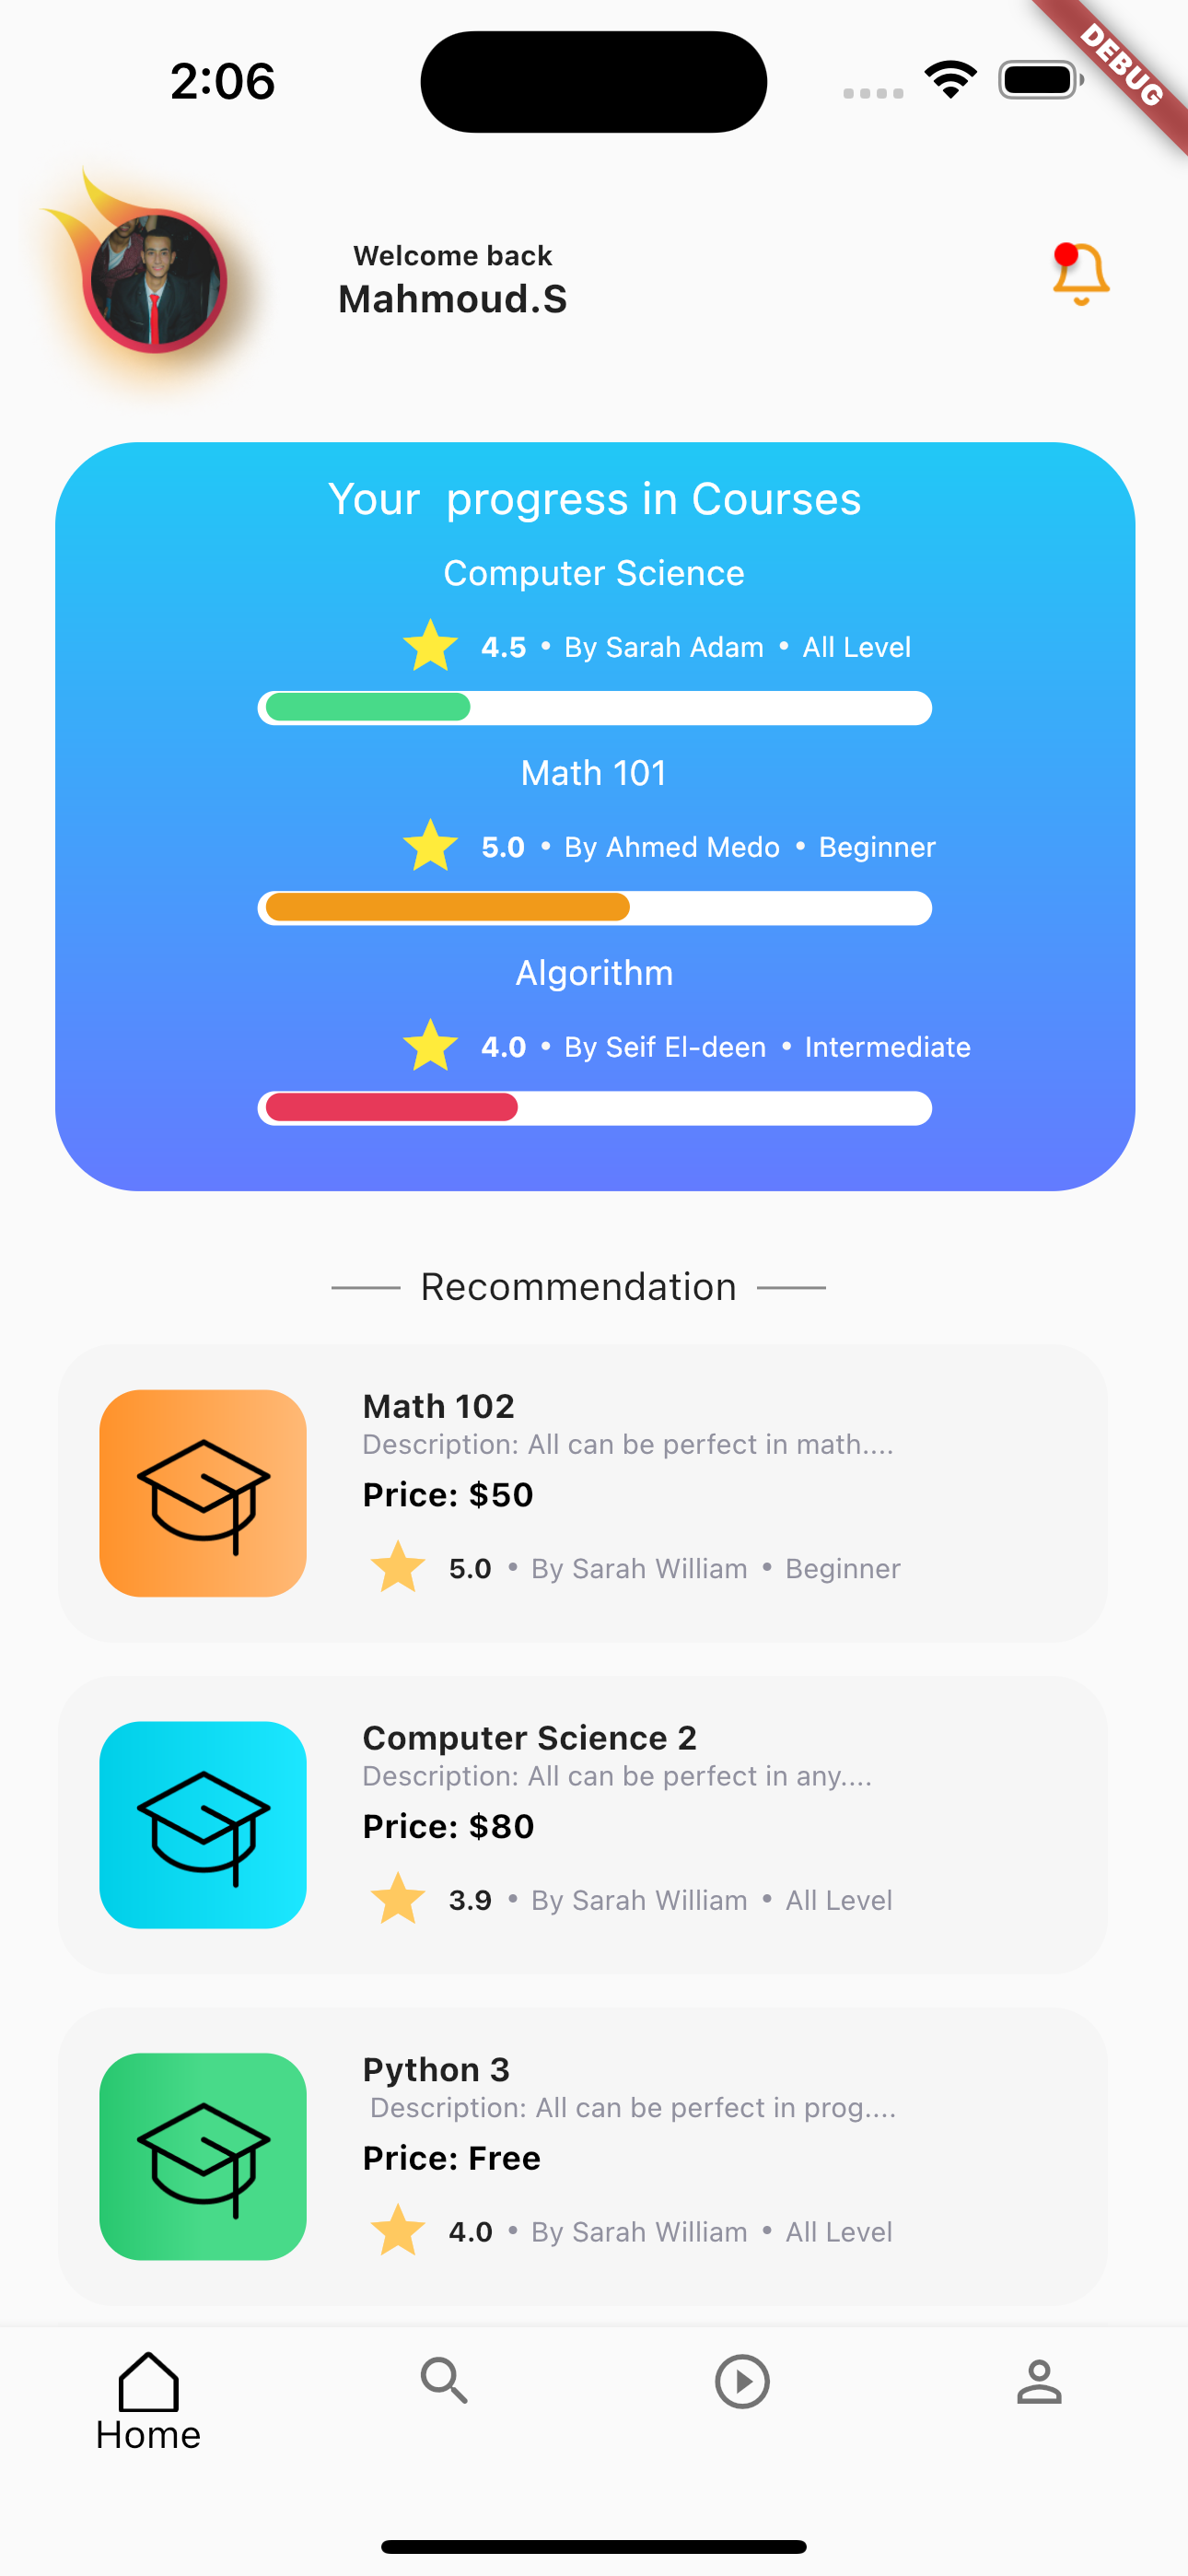 2:06
DEBUG
Welcome back
Mahmoud.S
Your  progress in Courses
Computer Science
4.5 • By Sarah Adam • All Level
Math 101
5.0 • By Ahmed Medo • Beginner
Algorithm
4.0 • By Seif El-deen • Intermediate
Recommendation
Math 102
Description: All can be perfect in math....
Price: $50
5.0 • By Sarah William • Beginner
Computer Science 2
Description: All can be perfect in any....
Price: $80
3.9 • By Sarah William • All Level
Python 3
Description: All can be perfect in prog....
Price: Free
4.0 • By Sarah William • All Level
Home